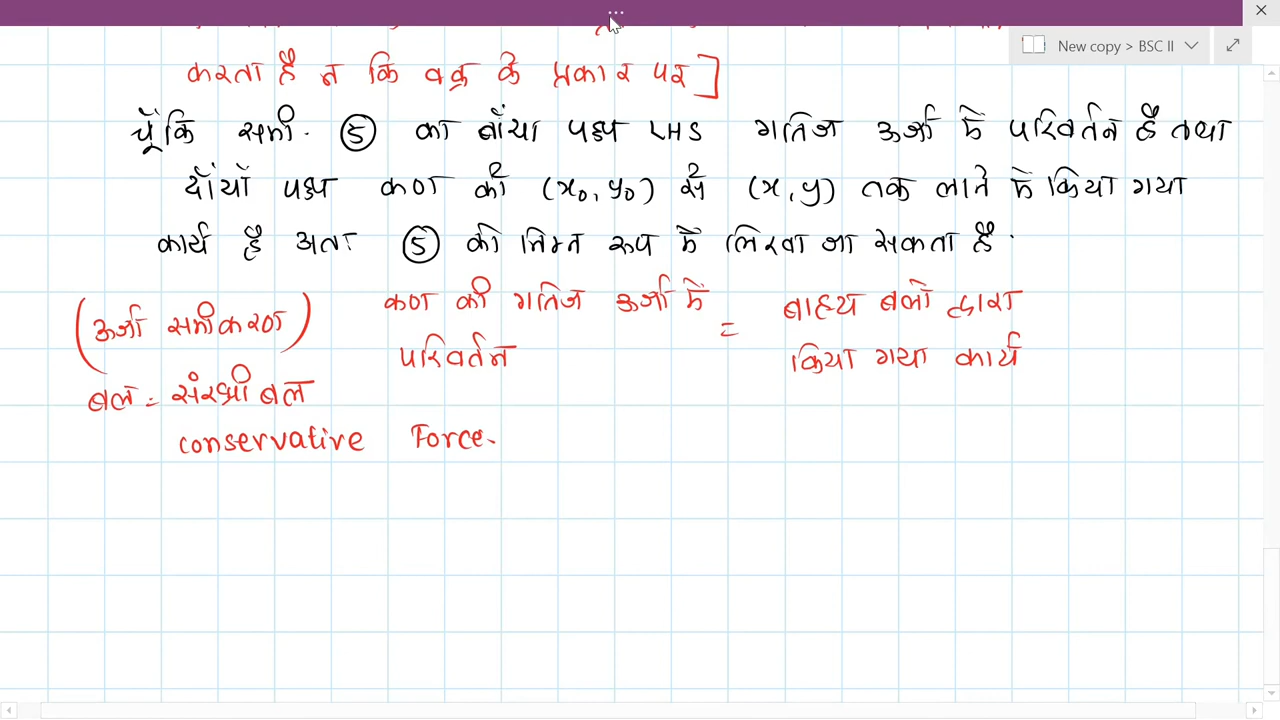 New copy > BSC II
करता है न कि वक्र के प्रकार पर]
चूँकि समी. ⑤ का बाँया पक्ष LHS गतिज ऊर्जा में परिवर्तन है तथा
दाँयाँ पक्ष कण को (x₀, y₀) से (x, y) तक लाने में किया गया
कार्य है अतः ⑤ को निम्न रूप में लिखा जा सकता है.
(ऊर्जा समीकरण) कण की गतिज ऊर्जा में = बाह्य बलों द्वारा
परिवर्तन किया गया कार्य
बल = संरक्षी बल
conservative Force.